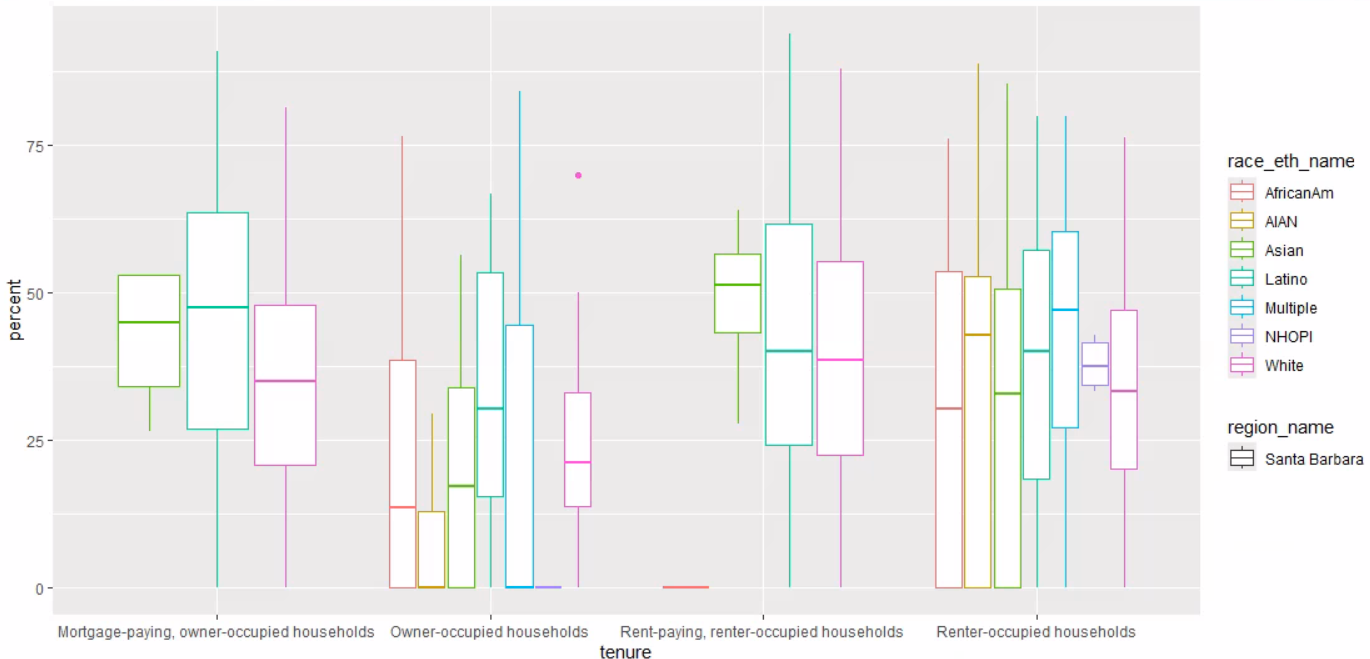 percent
75
50
25
0
Mortgage-paying, owner-occupied households
Owner-occupied households
Rent-paying, renter-occupied households
Renter-occupied households
tenure
race_eth_name
AfricanAm
AIAN
Asian
Latino
Multiple
NHOPI
White
region_name
Santa Barbara